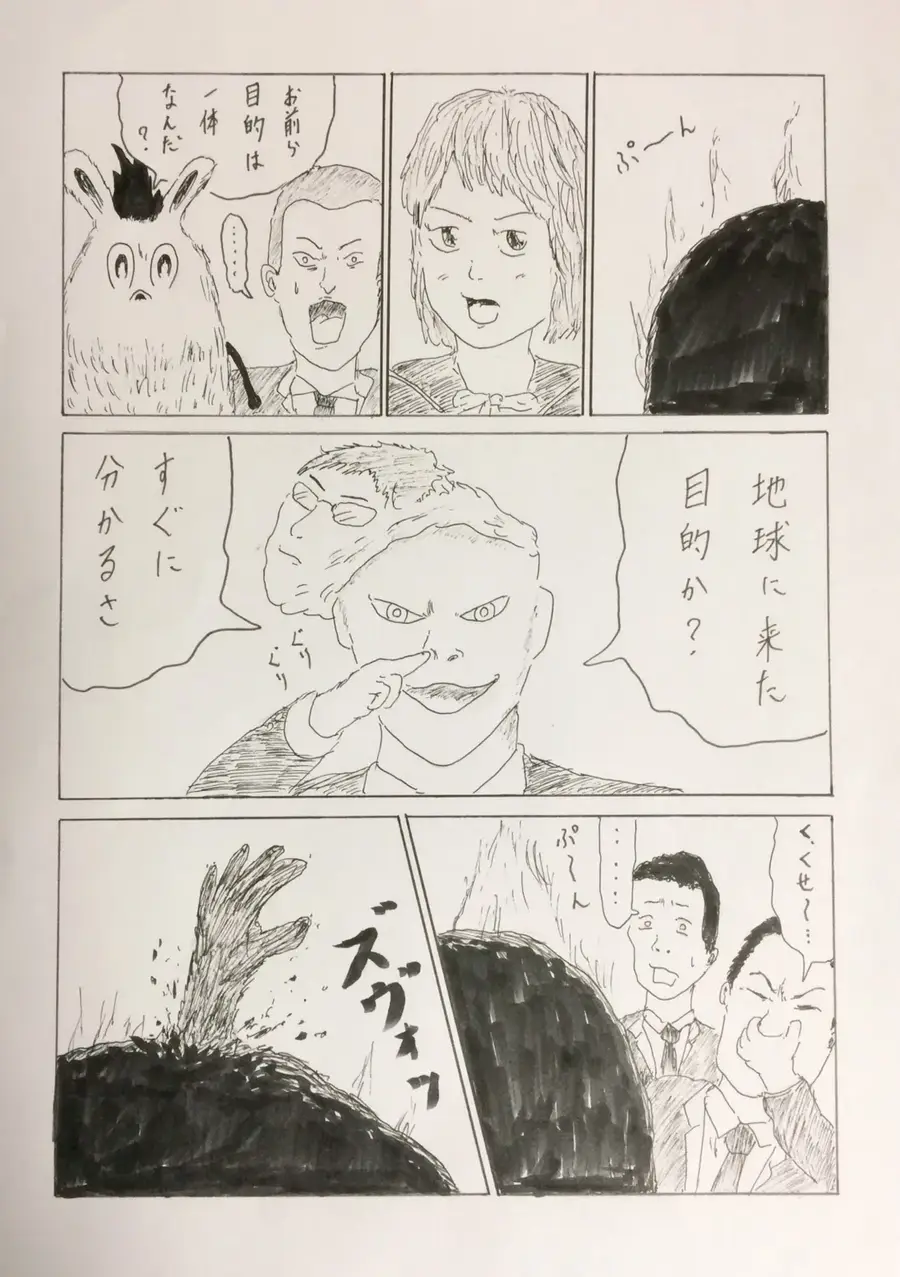 ぷ〜ん
お前ら
目的は
一体
なんだ
?
・・・・・
地球に来た
目的か?
すぐに
分かるさ
ぐり
ぐり
く、くせ〜…
・・・・・
ぷ〜ん
ズヴォッ